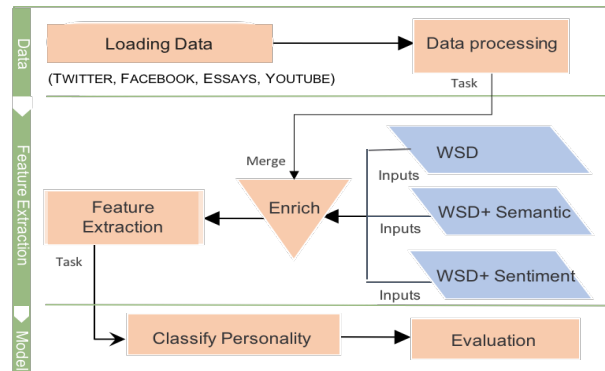 Data
Loading Data
Data processing
(TWITTER, FACEBOOK, ESSAYS, YOUTUBE)
Task
Feature Extraction
Merge
WSD
Inputs
Feature
Extraction
Enrich
WSD+ Semantic
Inputs
Task
WSD+ Sentiment
Inputs
Model
Classify Personality
Evaluation